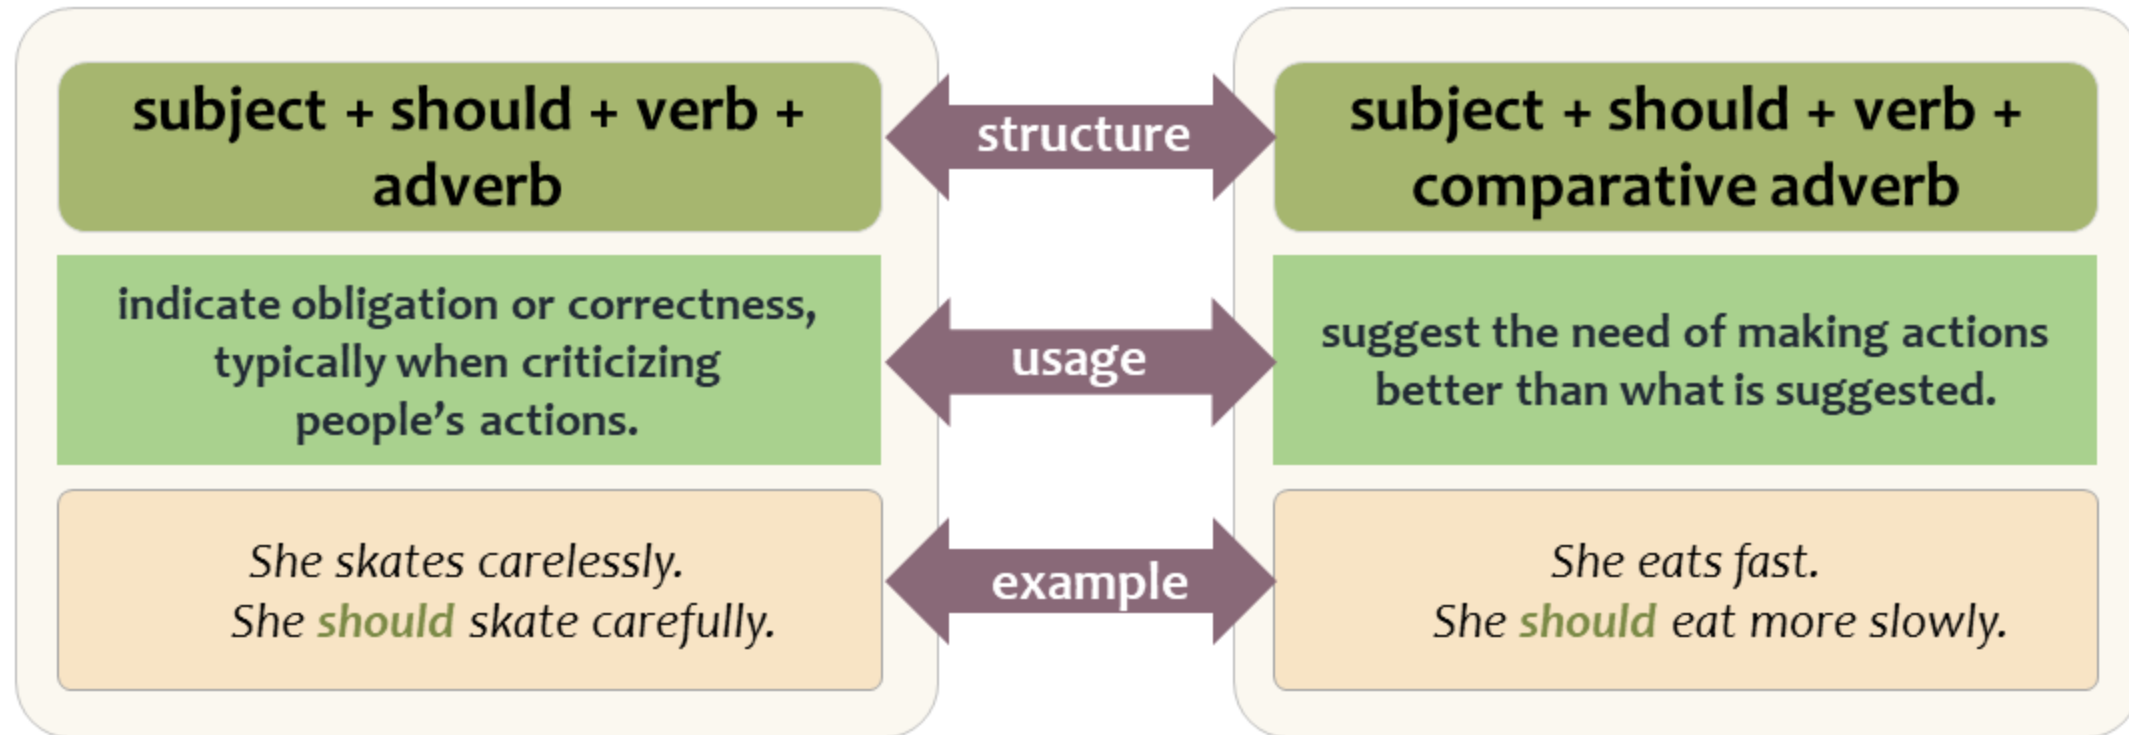 subject + should + verb +
adverb
indicate obligation or correctness,
typically when criticizing
people’s actions.
She skates carelessly.
She should skate carefully.
structure
usage
example
subject + should + verb +
comparative adverb
suggest the need of making actions
better than what is suggested.
She eats fast.
She should eat more slowly.